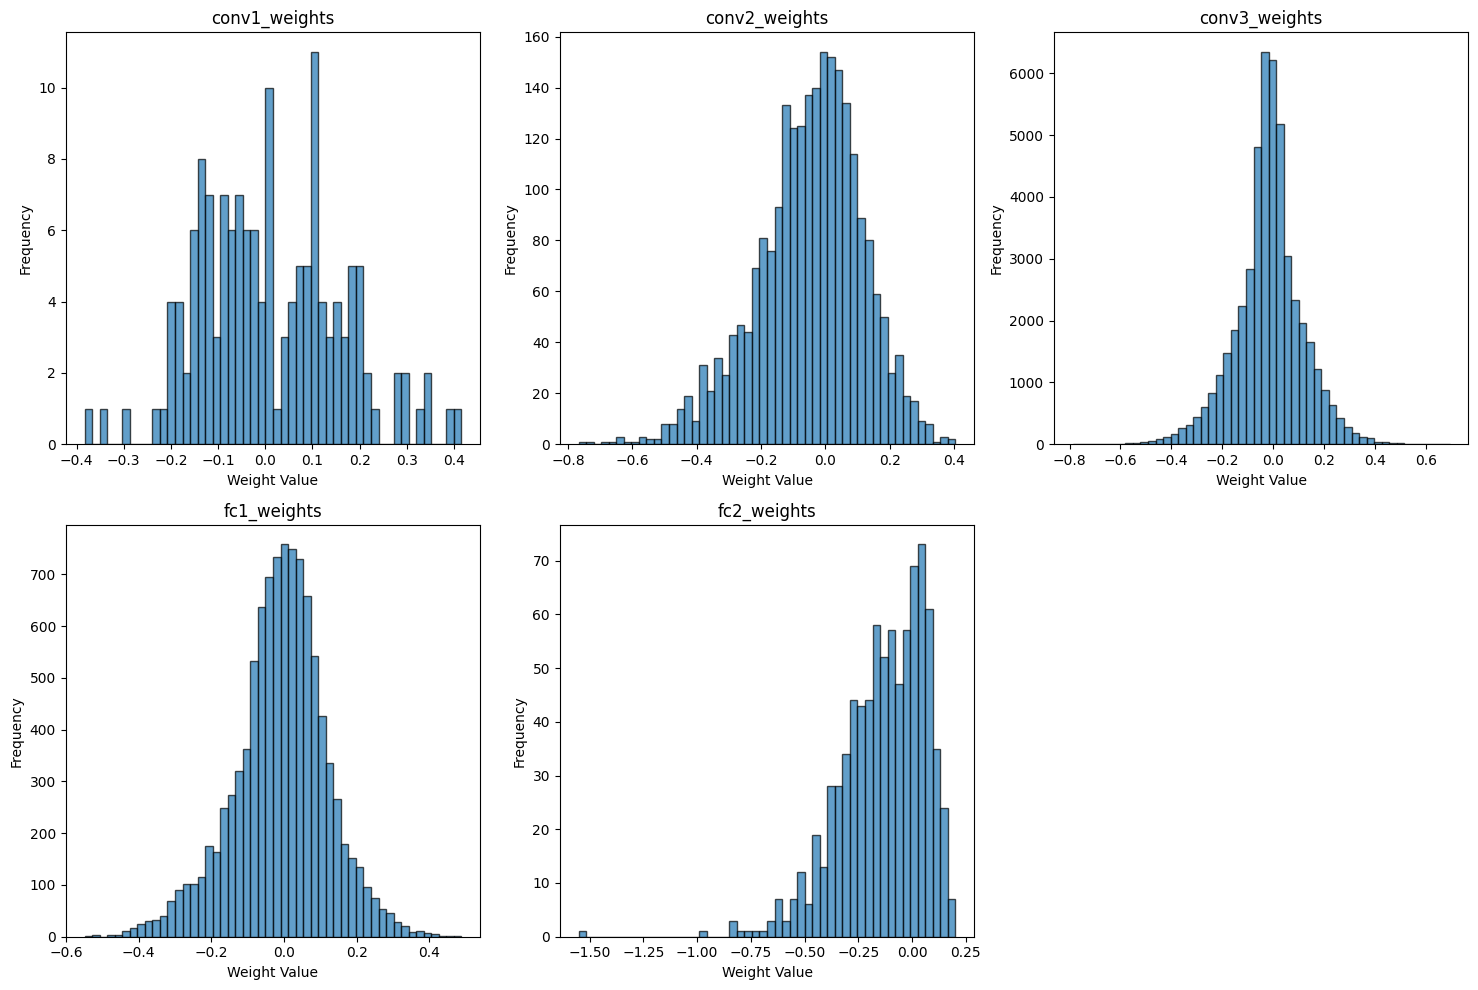 conv1_weights
Frequency
10
8
6
4
2
0
−0.4 −0.3 −0.2 −0.1 0.0 0.1 0.2 0.3 0.4
Weight Value
conv2_weights
Frequency
160
140
120
100
80
60
40
20
0
−0.8 −0.6 −0.4 −0.2 0.0 0.2 0.4
Weight Value
conv3_weights
Frequency
6000
5000
4000
3000
2000
1000
0
−0.8 −0.6 −0.4 −0.2 0.0 0.2 0.4 0.6
Weight Value
fc1_weights
Frequency
700
600
500
400
300
200
100
0
−0.6 −0.4 −0.2 0.0 0.2 0.4
Weight Value
fc2_weights
Frequency
70
60
50
40
30
20
10
0
−1.50 −1.25 −1.00 −0.75 −0.50 −0.25 0.00 0.25
Weight Value